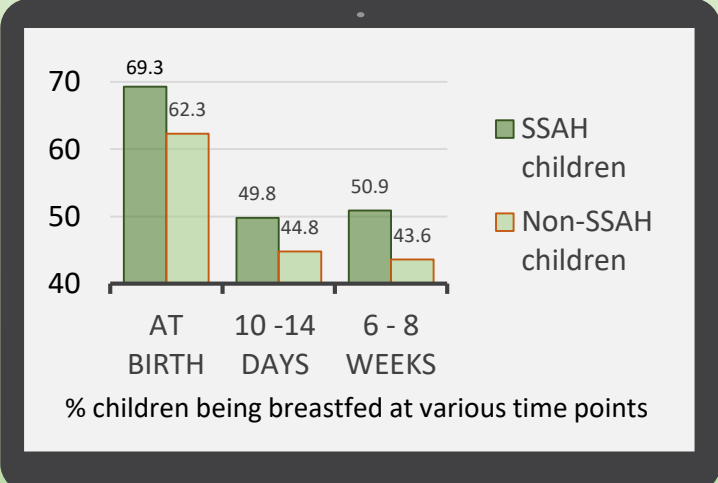 69.3
70
62.3
60
49.8
50.9
50
44.8
43.6
40
AT
BIRTH
10 -14
DAYS
6 - 8
WEEKS
SSAH
children
Non-SSAH
children
% children being breastfed at various time points